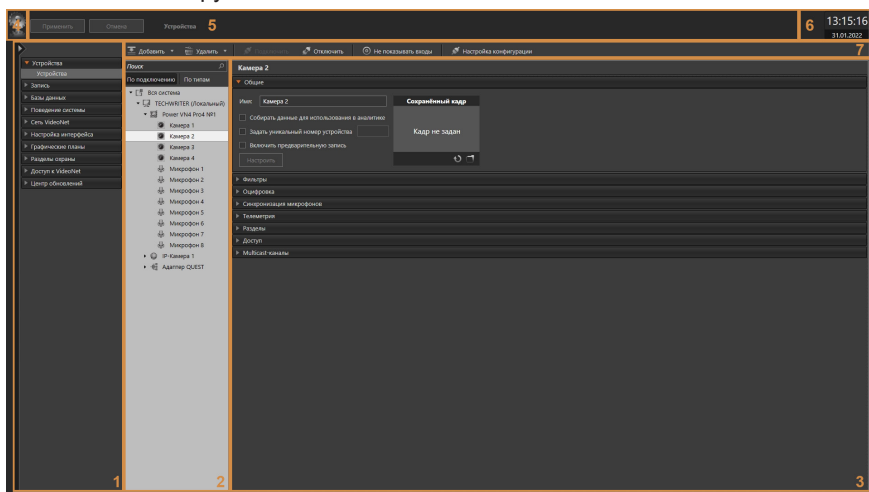 4
Применить Отмена Устройства 5 6 13:15:16
31.01.2022
Добавить Удалить Подключить Отключить Не показывать входы Настройка конфигурации 7
Устройства
Устройства
Запись
Базы данных
Поведение системы
Сеть VideoNet
Настройка интерфейса
Графические планы
Разделы охраны
Доступ к VideoNet
Центр обновлений
1
Поиск
По подключению По типам
Вся система
TECHWRITER (Локальный)
Power VN4 Pro4 №1
Камера 1
Камера 2
Камера 3
Камера 4
Микрофон 1
Микрофон 2
Микрофон 3
Микрофон 4
Микрофон 5
Микрофон 6
Микрофон 7
Микрофон 8
IP-Камера 1
Адаптер QUEST
2
Камера 2
Общие
Имя: Камера 2
Собирать данные для использования в аналитике
Задать уникальный номер устройства
Включить предварительную запись
Настроить
Сохранённый кадр
Кадр не задан
Фильтры
Оцифровка
Синхронизация микрофонов
Телеметрия
Разделы
Доступ
Multicast-каналы
3